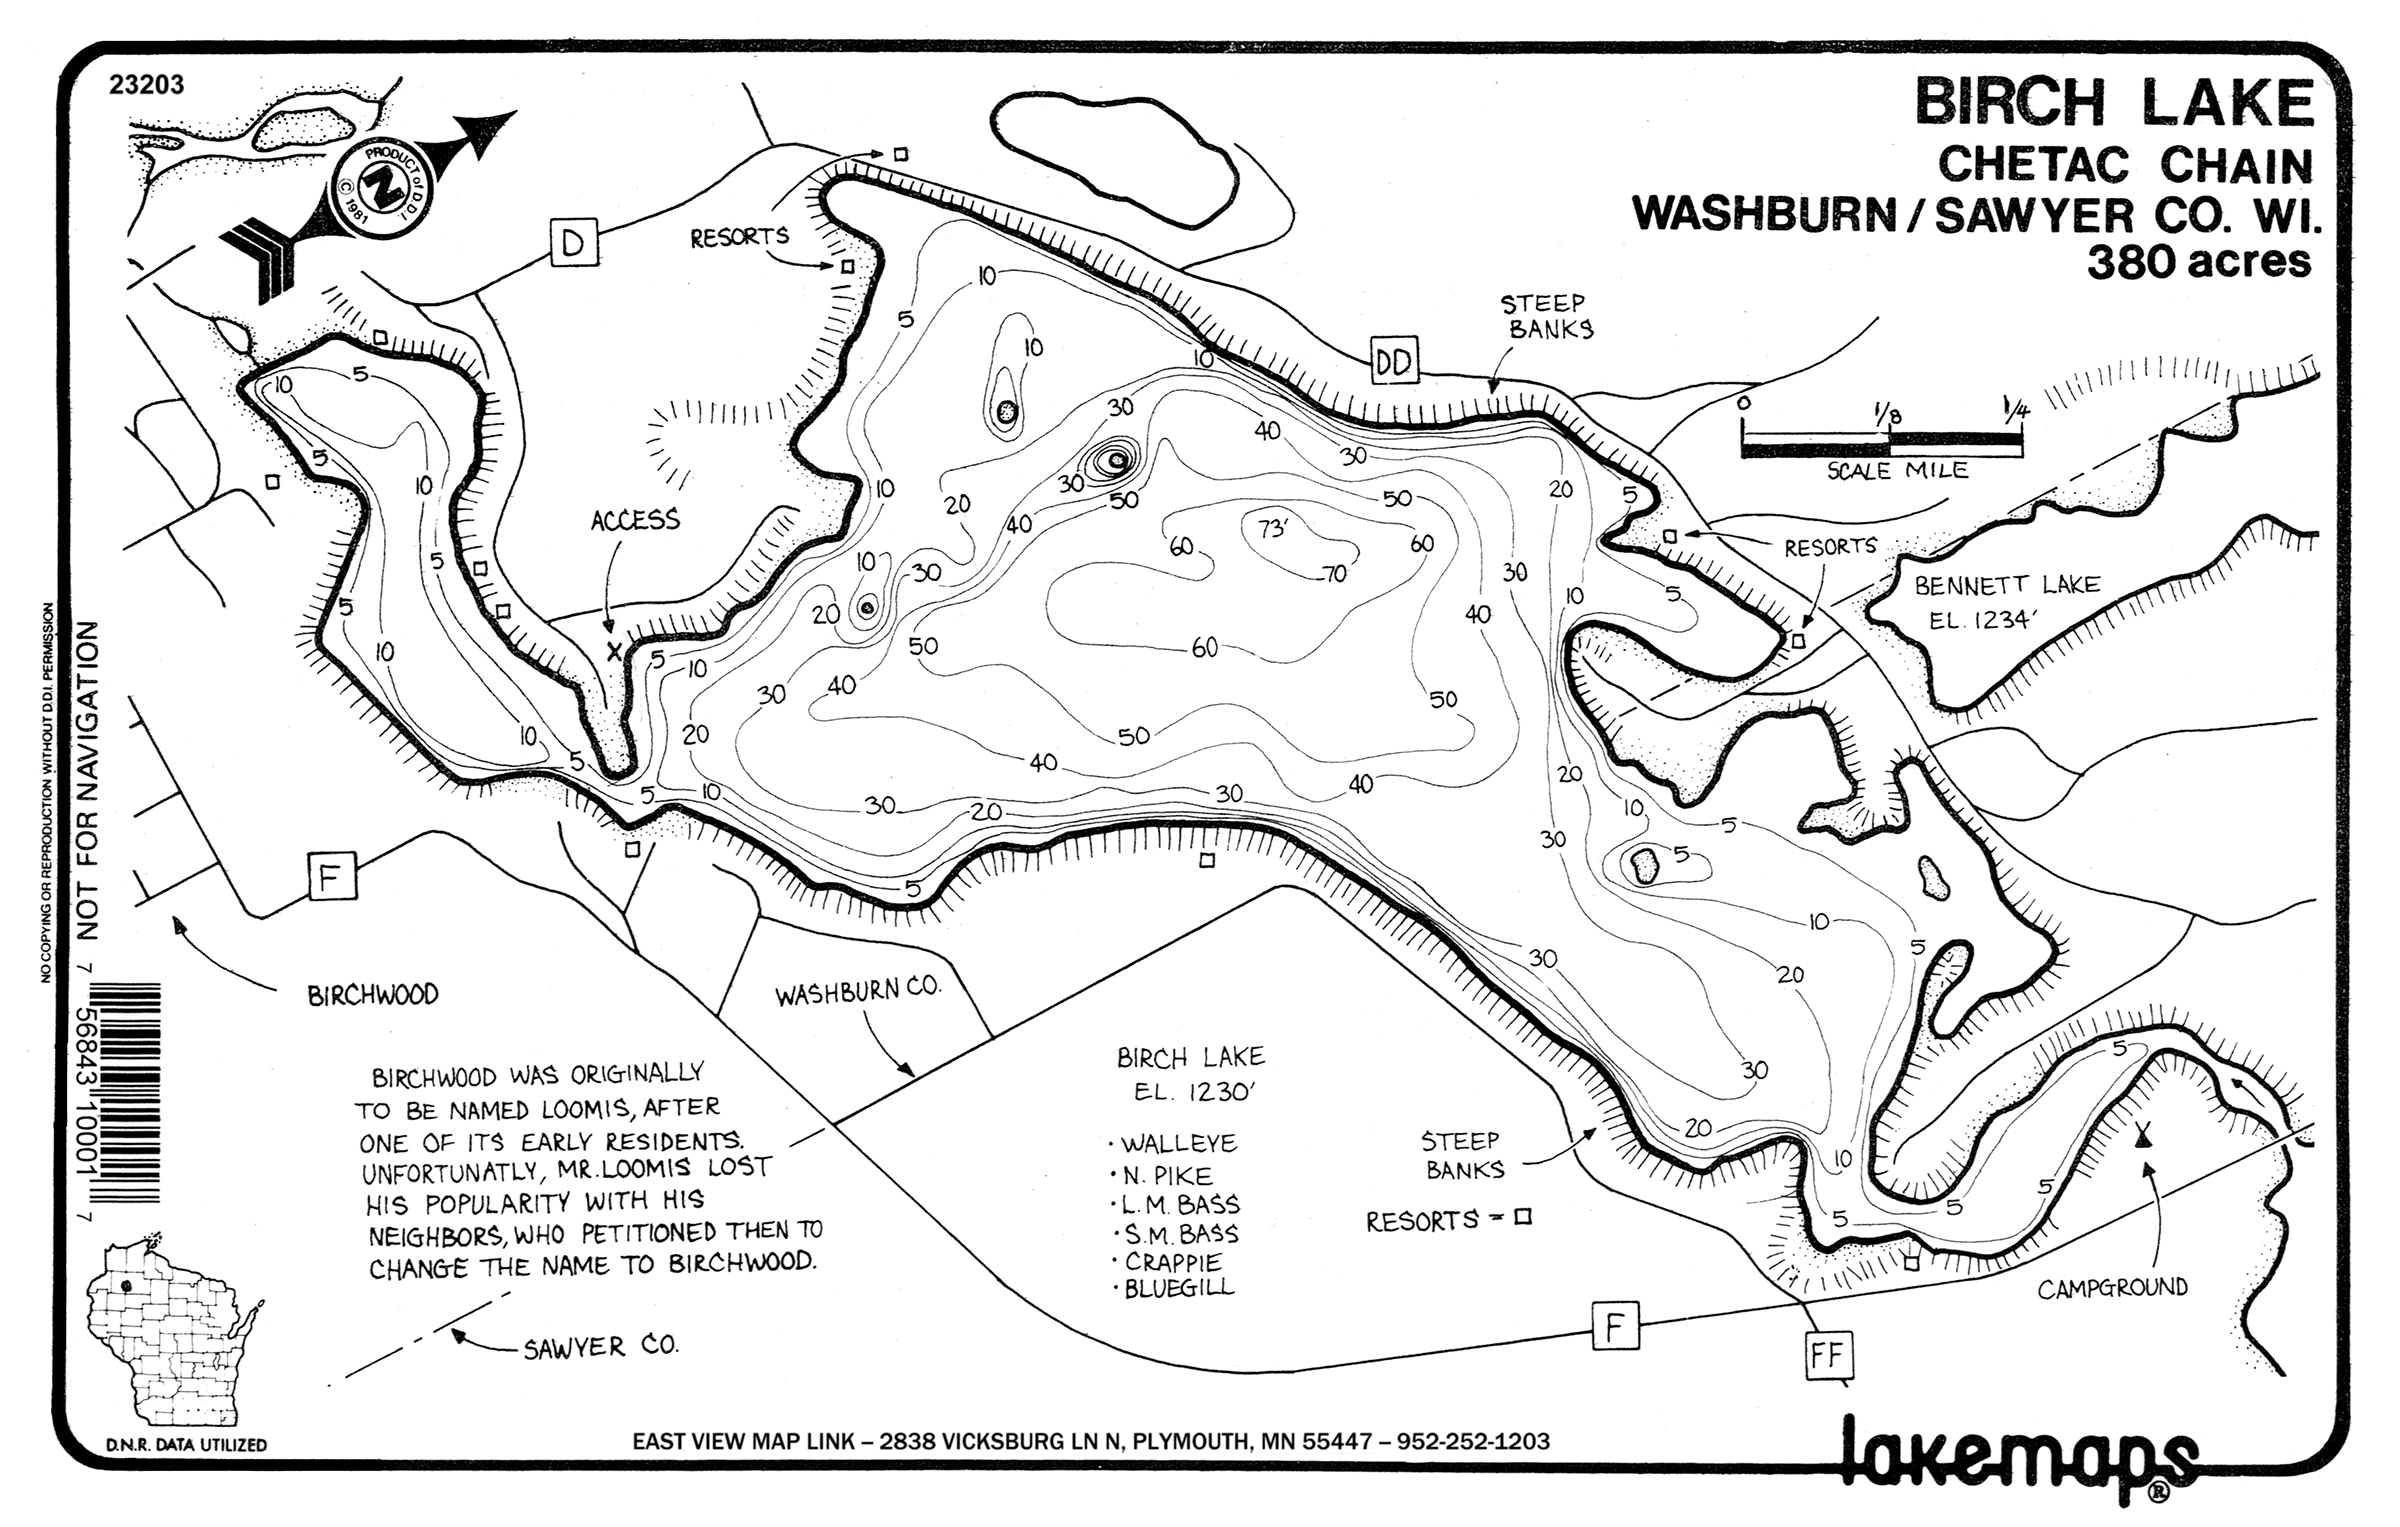 23203
BIRCH LAKE
CHETAC CHAIN
WASHBURN / SAWYER CO. WI.
380 acres
PRODUCT of D.D.I.
© 1981
N
D
RESORTS
DD
STEEP
BANKS
0 1/8 1/4
SCALE MILE
ACCESS
RESORTS
BENNETT LAKE
EL. 1234'
10
5
10
5
10
5
5
10
10
5
5
10
5
10
10
30
10
20
30
40
50
40
30
50
60
73'
70
60
20
5
10
30
20
10
30
40
50
60
50
40
30
20
10
5
5
10
30
20
30
40
50
40
50
40
30
10
5
20
10
5
30
5
10
5
20
30
30
20
10
5
5
5
5
F
BIRCHWOOD
WASHBURN CO.
BIRCHWOOD WAS ORIGINALLY
TO BE NAMED LOOMIS, AFTER
ONE OF ITS EARLY RESIDENTS.
UNFORTUNATLY, MR. LOOMIS LOST
HIS POPULARITY WITH HIS
NEIGHBORS, WHO PETITIONED THEN TO
CHANGE THE NAME TO BIRCHWOOD.
SAWYER CO.
BIRCH LAKE
EL. 1230'
· WALLEYE
· N. PIKE
· L.M. BASS
· S.M. BASS
· CRAPPIE
· BLUEGILL
STEEP
BANKS
RESORTS = □
CAMPGROUND
F
FF
NO COPYING OR REPRODUCTION WITHOUT D.D.I. PERMISSION
NOT FOR NAVIGATION
7 56843 10001 7
D.N.R. DATA UTILIZED
EAST VIEW MAP LINK – 2838 VICKSBURG LN N, PLYMOUTH, MN 55447 – 952-252-1203
lakemaps®